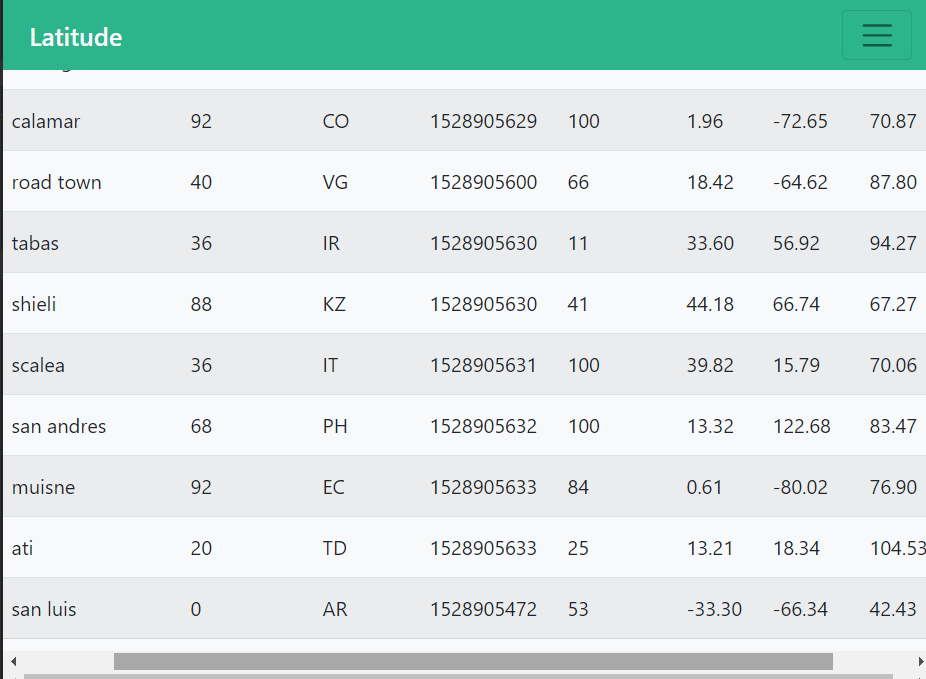 Latitude
calamar 92 CO 1528905629 100 1.96 -72.65 70.87
road town 40 VG 1528905600 66 18.42 -64.62 87.80
tabas 36 IR 1528905630 11 33.60 56.92 94.27
shieli 88 KZ 1528905630 41 44.18 66.74 67.27
scalea 36 IT 1528905631 100 39.82 15.79 70.06
san andres 68 PH 1528905632 100 13.32 122.68 83.47
muisne 92 EC 1528905633 84 0.61 -80.02 76.90
ati 20 TD 1528905633 25 13.21 18.34 104.53
san luis 0 AR 1528905472 53 -33.30 -66.34 42.43